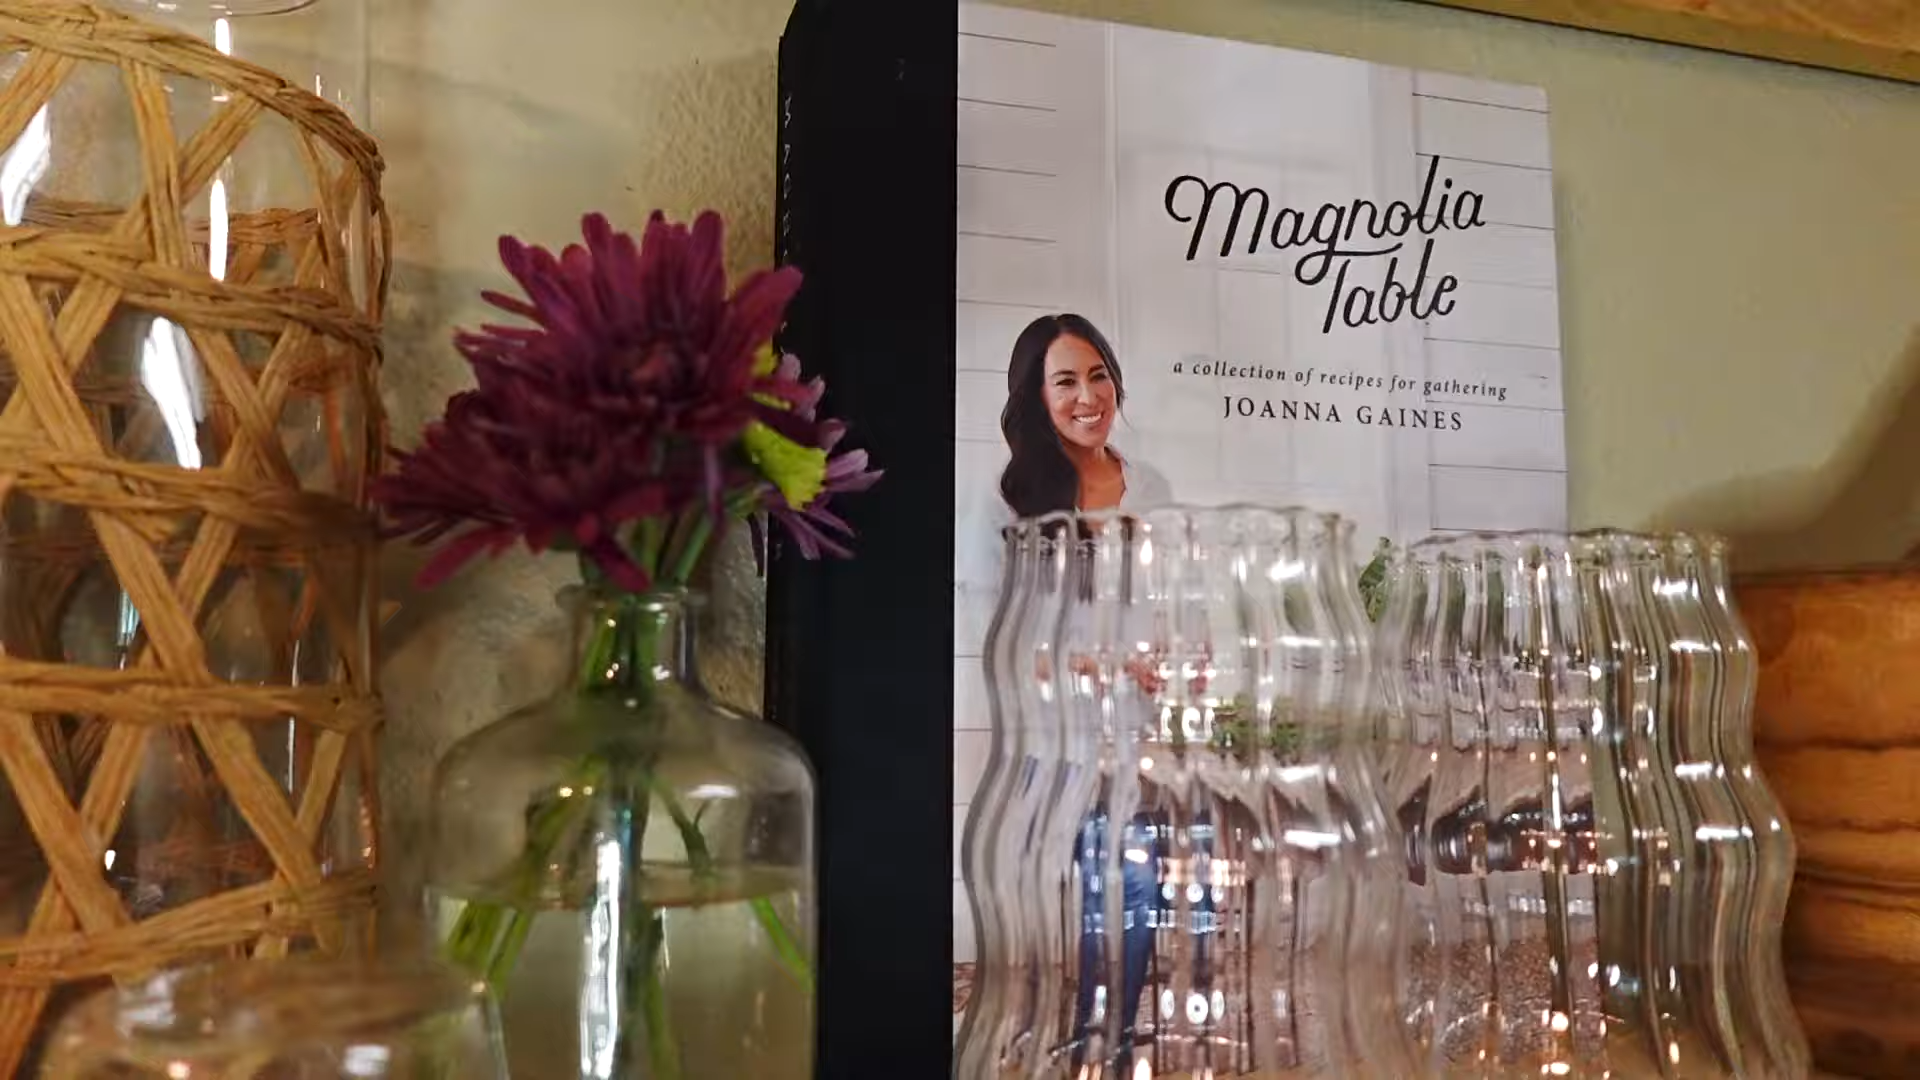 Magnolia
Table
a collection of recipes for gathering
JOANNA GAINES